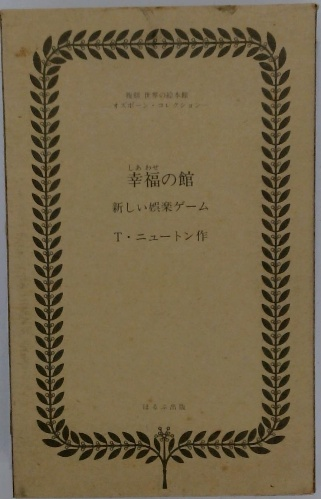 復刻 世界の絵本館
オズボーン・コレクション
しあわせ
幸福の館
新しい娯楽ゲーム
T・ニュートン作
ほるぷ出版